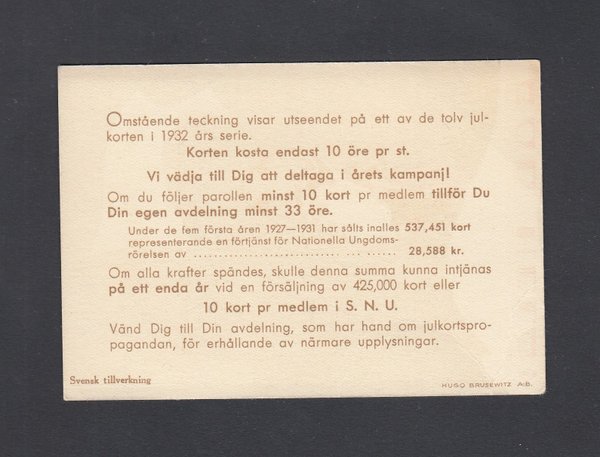 Omstående teckning visar utseendet på ett av de tolv jul-
korten i 1932 års serie.
Korten kosta endast 10 öre pr st.
Vi vädja till Dig att deltaga i årets kampanj!
Om du följer parollen minst 10 kort pr medlem tillför Du
Din egen avdelning minst 33 öre.
Under de fem första åren 1927—1931 har sålts inalles 537,451 kort
representerande en förtjänst för Nationella Ungdoms-
rörelsen av ........................... ... ...... 28,588 kr.
Om alla krafter spändes, skulle denna summa kunna intjänas
på ett enda år vid en försäljning av 425,000 kort eller
10 kort pr medlem i S. N. U.
Vänd Dig till Din avdelning, som har hand om julkortspro-
pagandan, för erhållande av närmare upplysningar.
Svensk tillverkning
HUGO BRUSEWITZ A.B.